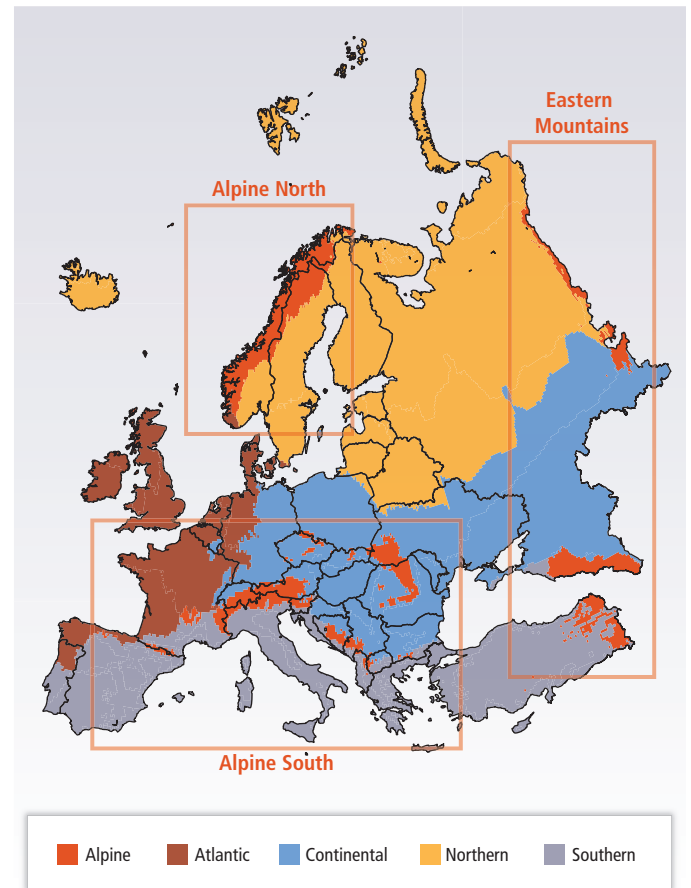 Eastern
Mountains
Alpine North
Alpine South
Alpine
Atlantic
Continental
Northern
Southern